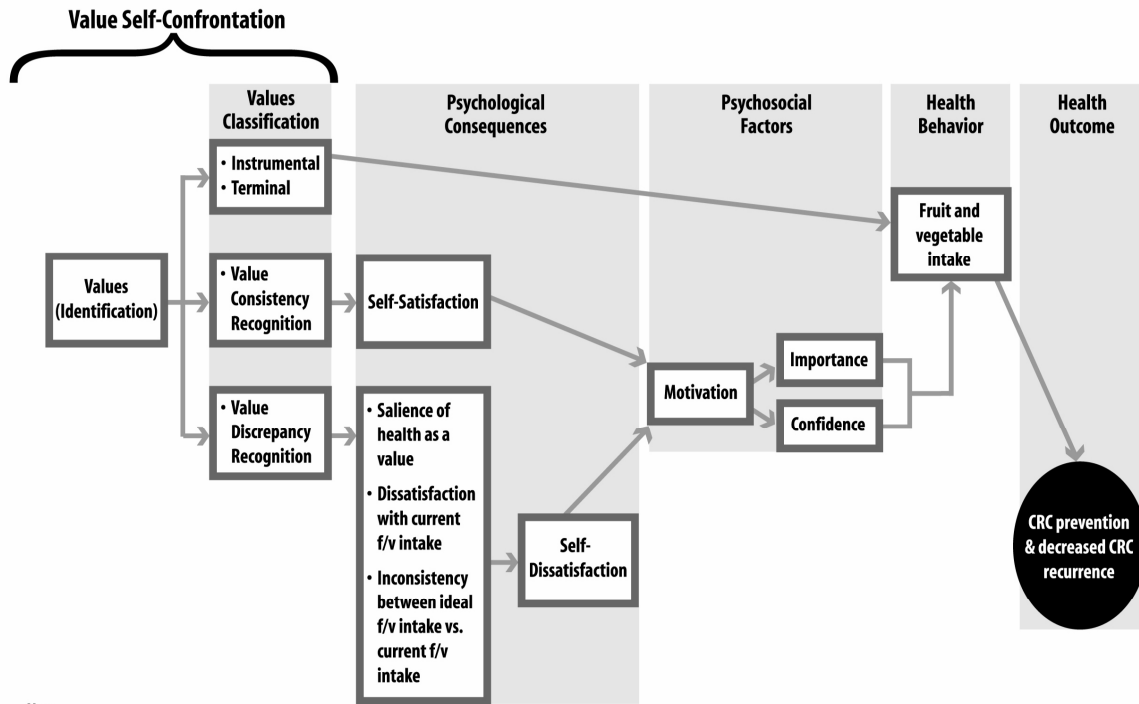 Value Self-Confrontation
Values
Classification
Psychological
Consequences
Psychosocial
Factors
Health
Behavior
Health
Outcome
• Instrumental
• Terminal
Fruit and
vegetable
intake
Values
(Identification)
• Value
Consistency
Recognition
Self-Satisfaction
Motivation
Importance
Confidence
• Value
Discrepancy
Recognition
• Salience of
health as a
value
• Dissatisfaction
with current
f/v intake
• Inconsistency
between ideal
f/v intake vs.
current f/v
intake
Self-
Dissatisfaction
CRC prevention
& decreased CRC
recurrence